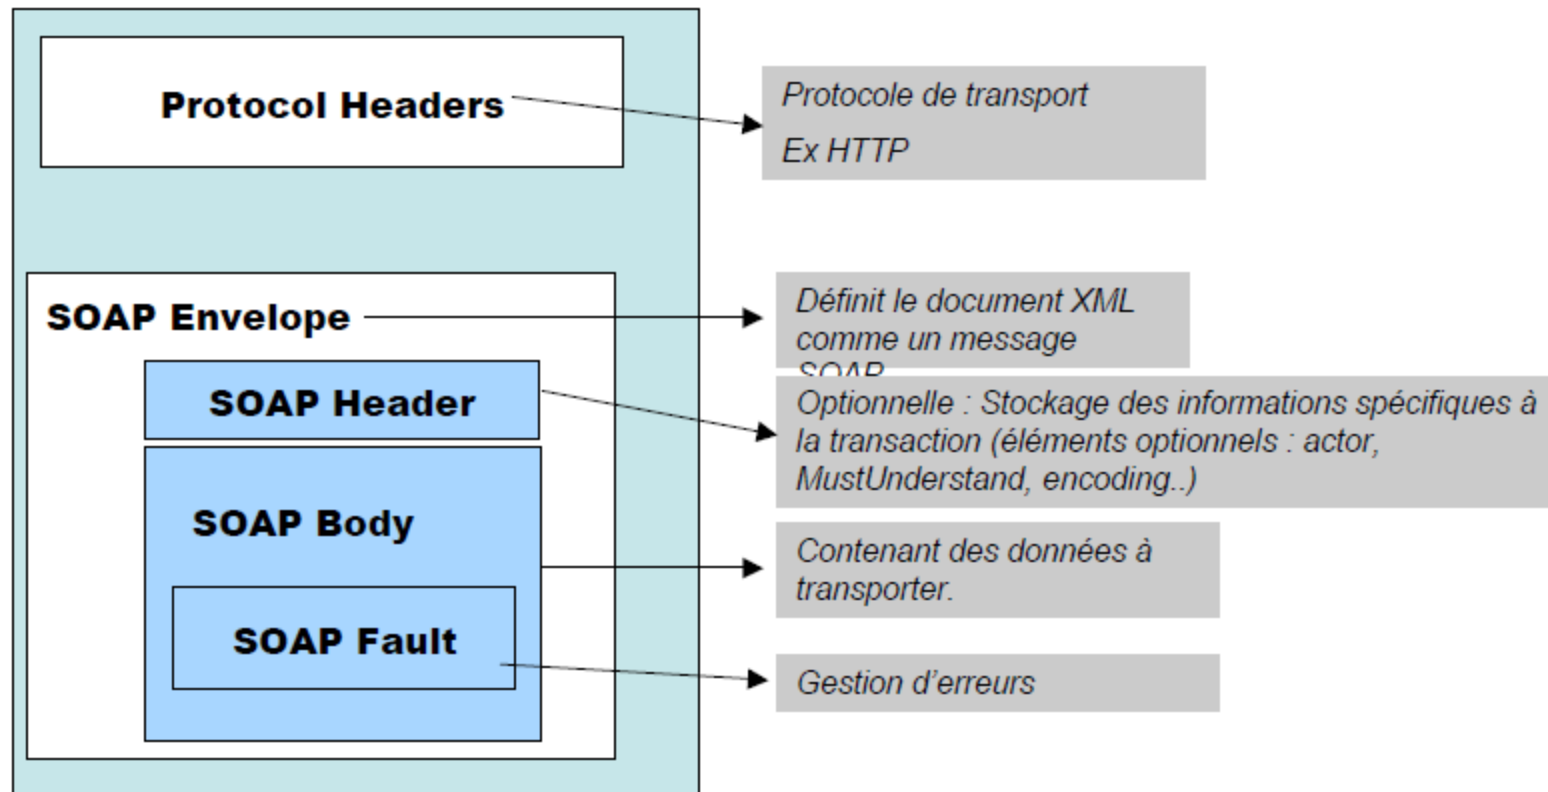 Protocol Headers
Protocole de transport
Ex HTTP
SOAP Envelope
Définit le document XML
comme un message
SOAP
SOAP Header
Optionnelle : Stockage des informations spécifiques à
la transaction (éléments optionnels : actor,
MustUnderstand, encoding..)
SOAP Body
Contenant des données à
transporter.
SOAP Fault
Gestion d’erreurs